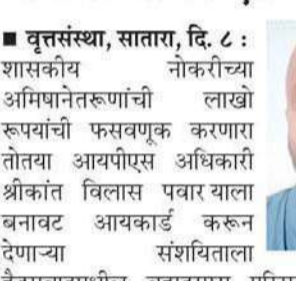 ■ वृत्तसंस्था, सातारा, दि. ८ :
शासकीय नोकरीच्या
अमिषानेतरूणांची लाखो
रूपयांची फसवणूक करणारा
तोतया आयपीएस अधिकारी
श्रीकांत विलास पवार याला
बनावट आयकार्ड करून
देणाऱ्या संशयिताला